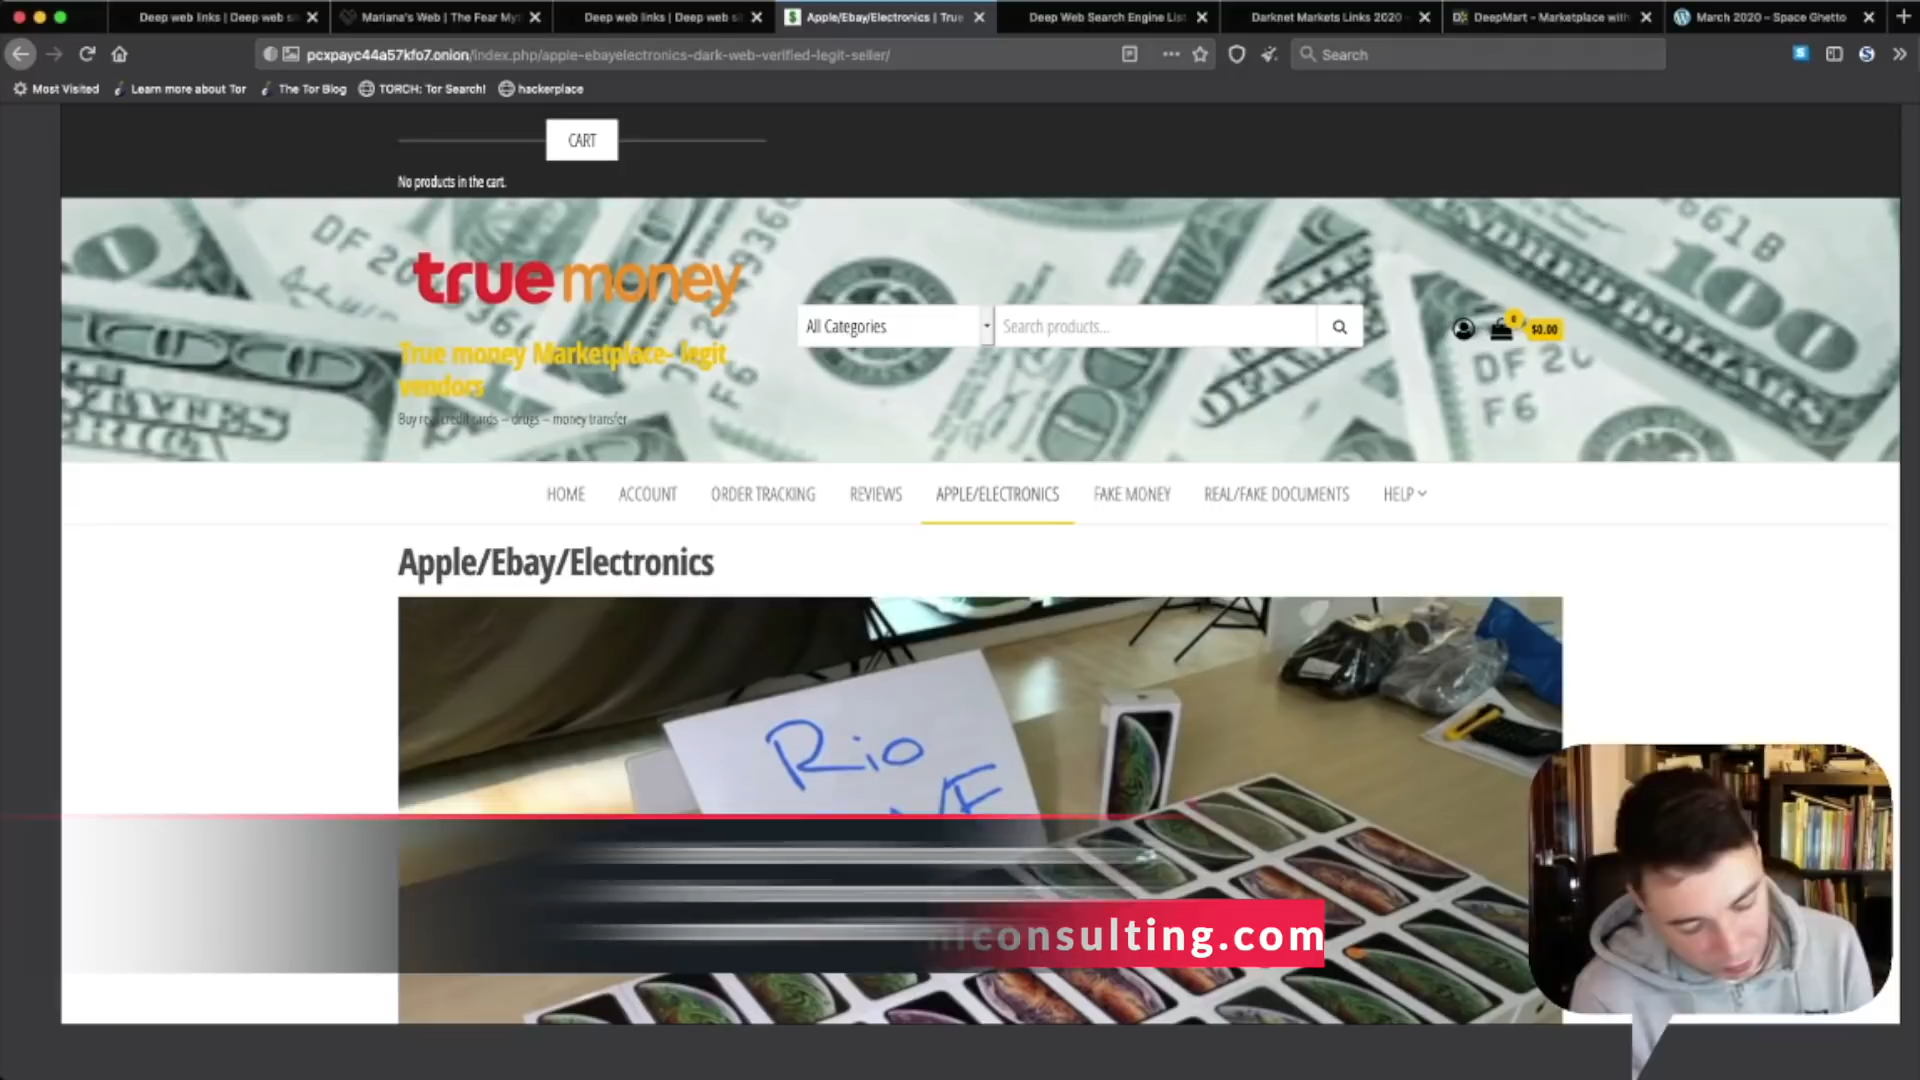 Deep web links | Deep web si
Mariana's Web | The Fear My
Deep web links | Deep web si
Apple/Ebay/Electronics | True
Deep Web Search Engine List
Darknet Markets Links 2020
DeepMart – Marketplace with
March 2020 – Space Ghetto
pcxpayc44a57kfo7.onion/index.php/apple-ebayelectronics-dark-web-verified-legit-seller/
Search
Most Visited
Learn more about Tor
The Tor Blog
TORCH: Tor Search!
hackerplace
CART
No products in the cart.
true money
True money Marketplace- legit
vendors
Buy real credit cards – drugs – money transfer
All Categories
Search products...
0
$0.00
HOME
ACCOUNT
ORDER TRACKING
REVIEWS
APPLE/ELECTRONICS
FAKE MONEY
REAL/FAKE DOCUMENTS
HELP
Apple/Ebay/Electronics
Rio
consulting.com